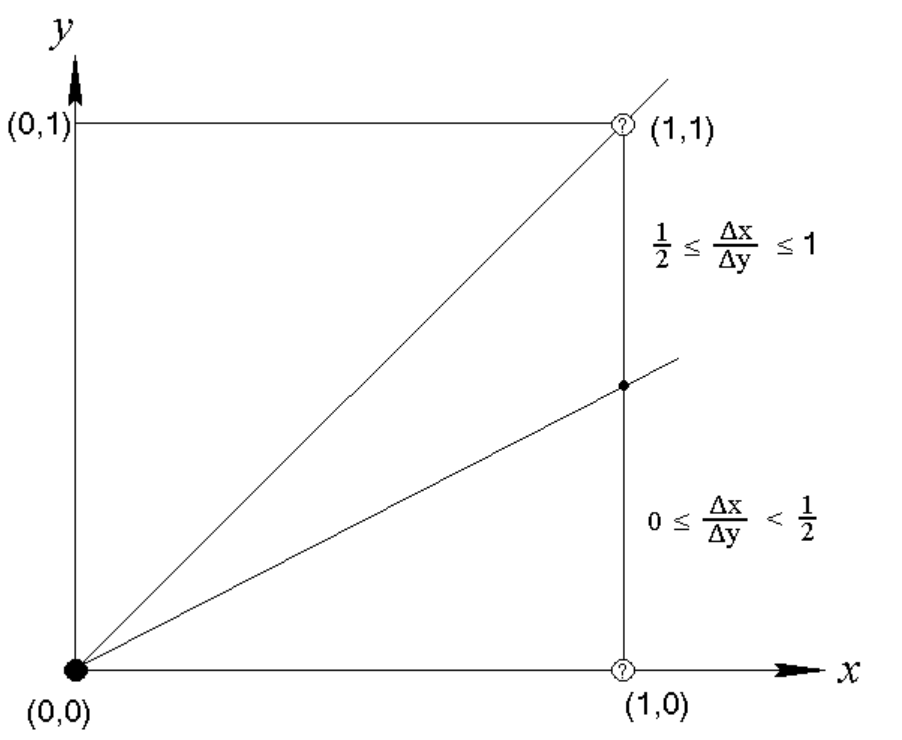 y
(0,1)
? (1,1)
1/2 ≤ Δx/Δy ≤ 1
0 ≤ Δx/Δy < 1/2
? x
(0,0) (1,0)